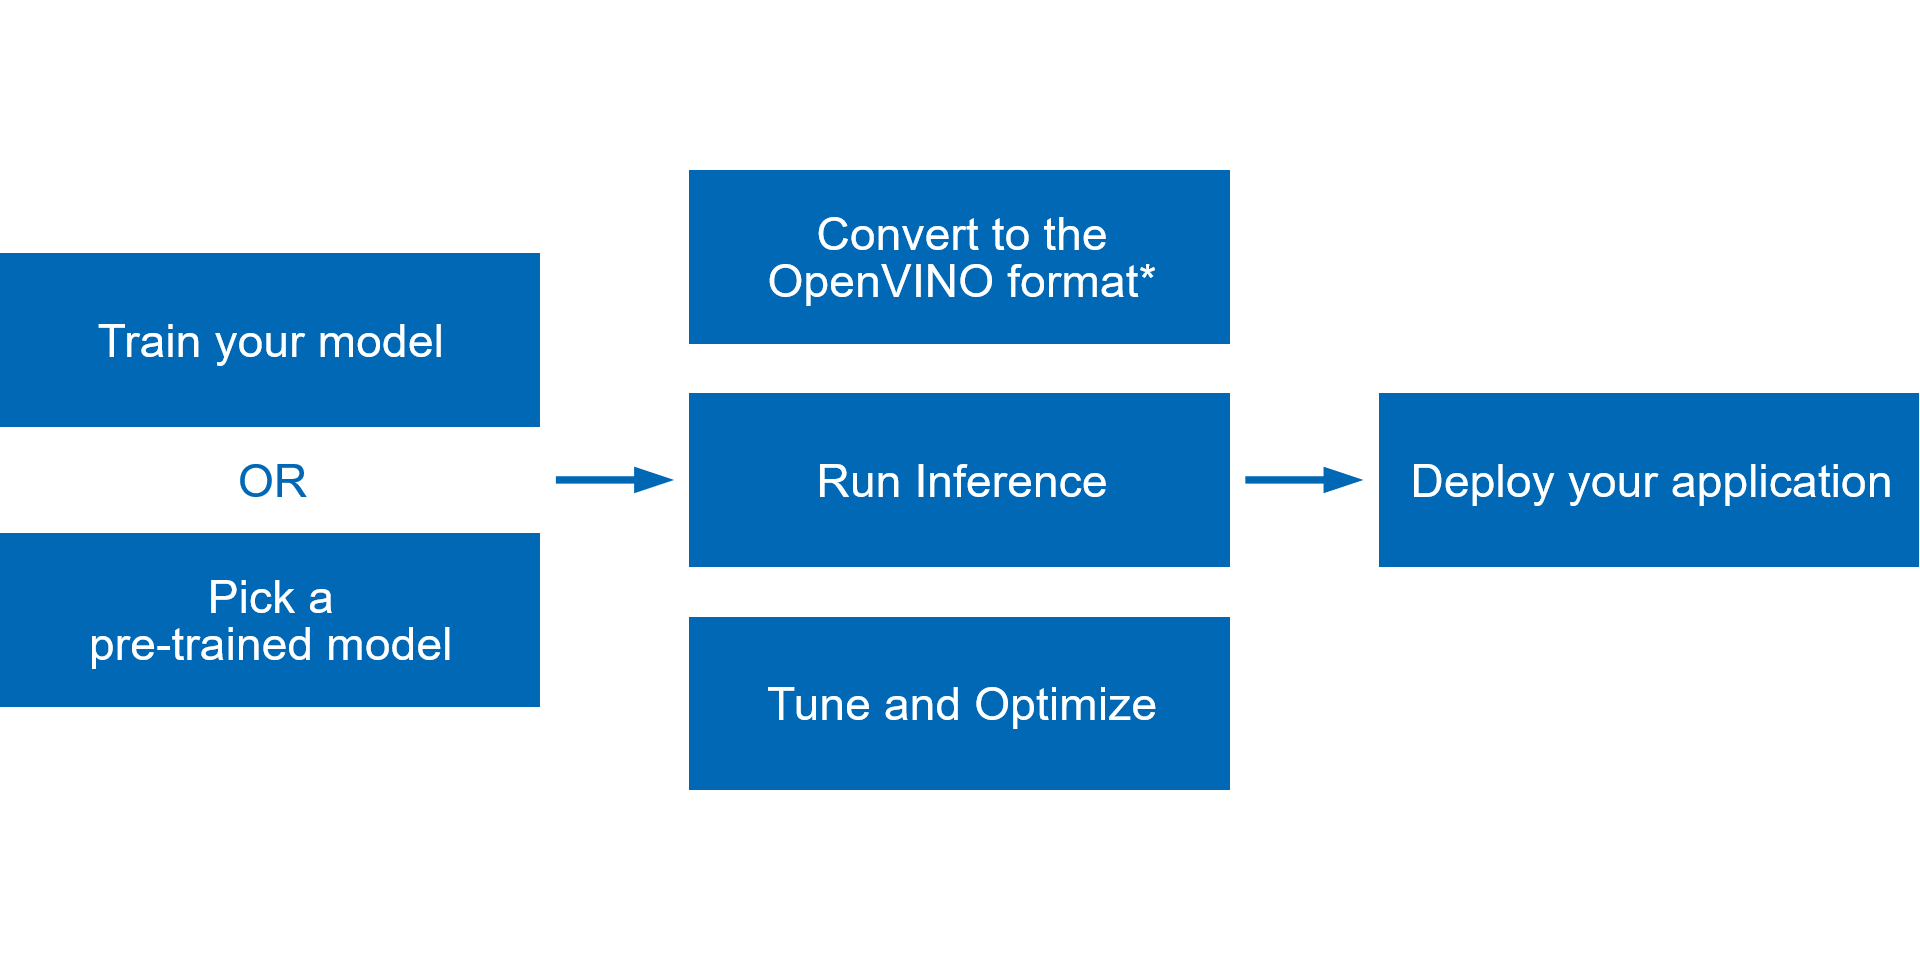 Train your model
OR
Pick a
pre-trained model
Convert to the
OpenVINO format*
Run Inference
Tune and Optimize
Deploy your application